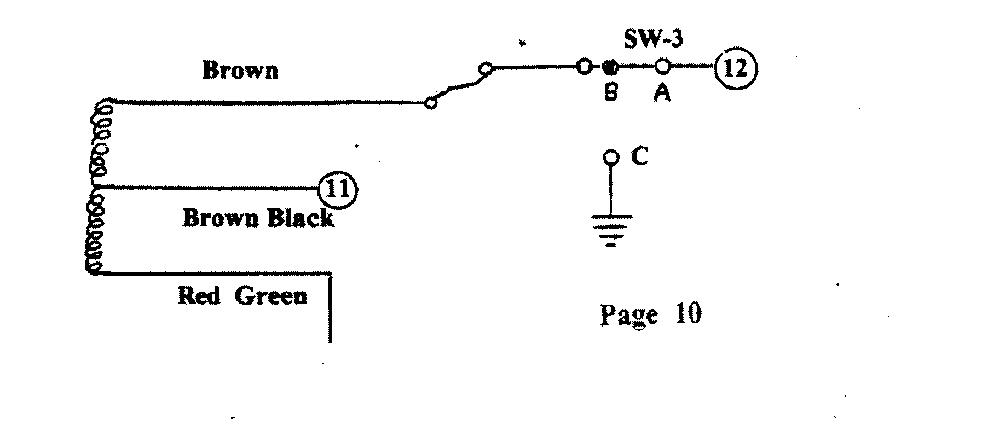 SW-3
Brown
12
B A
C
11
Brown Black
Red Green
Page 10